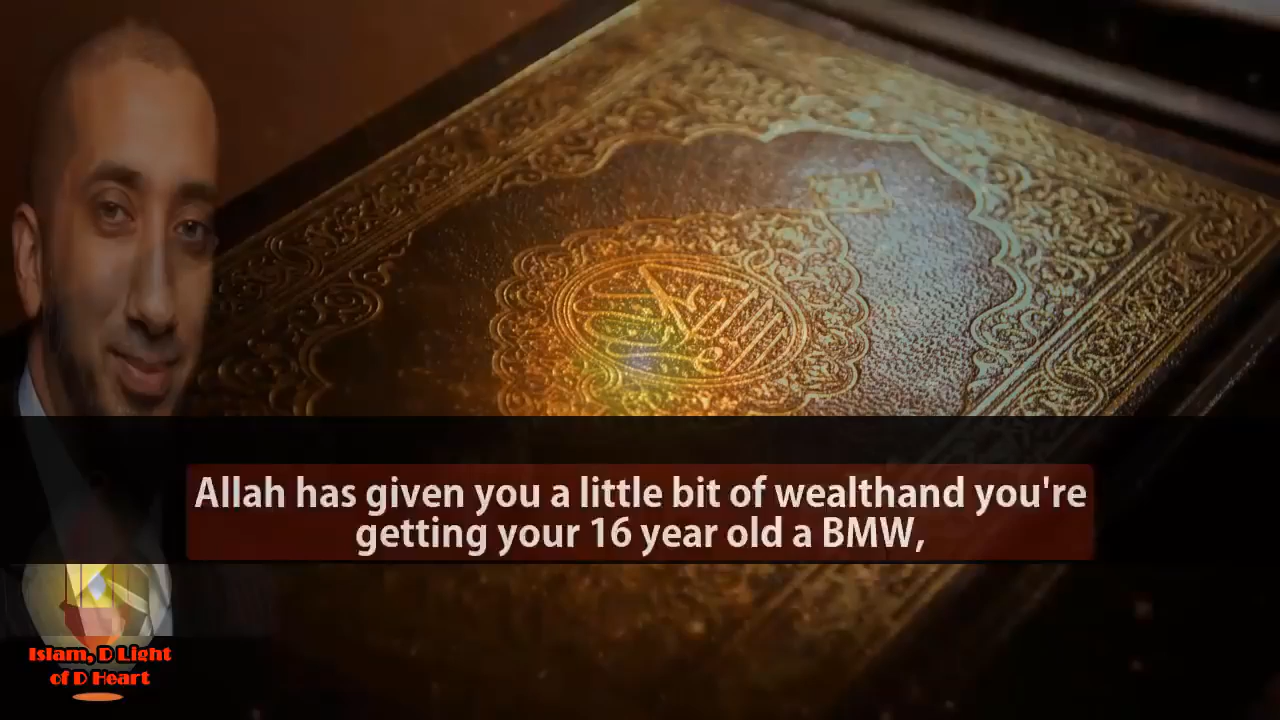 Allah has given you a little bit of wealthand you're
getting your 16 year old a BMW,
Islam, D Light
of D Heart